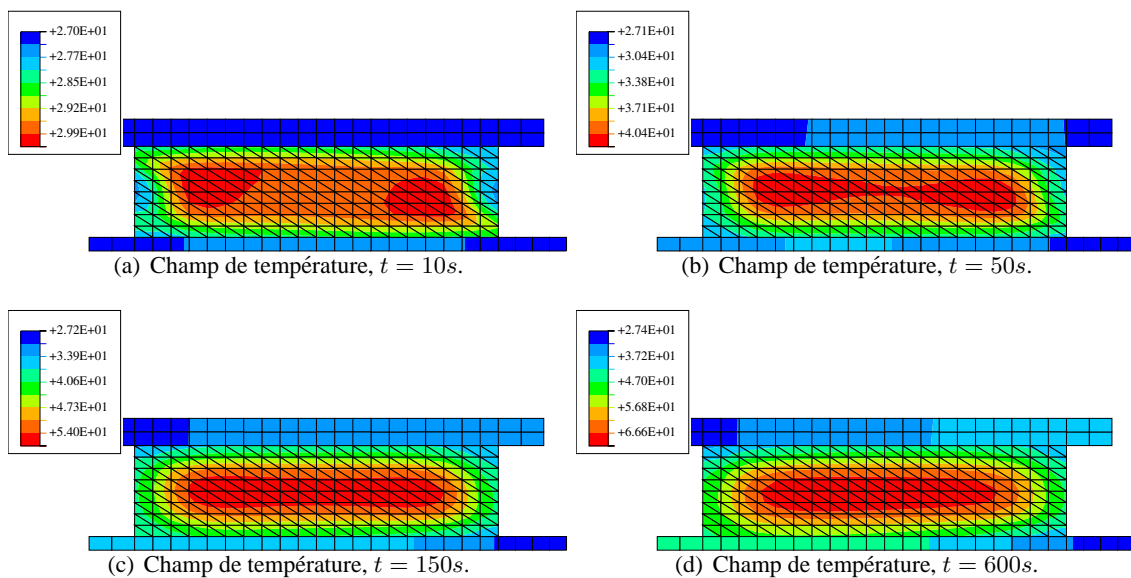 +2.70E+01
+2.77E+01
+2.85E+01
+2.92E+01
+2.99E+01
(a) Champ de température, t = 10s.
+2.71E+01
+3.04E+01
+3.38E+01
+3.71E+01
+4.04E+01
(b) Champ de température, t = 50s.
+2.72E+01
+3.39E+01
+4.06E+01
+4.73E+01
+5.40E+01
(c) Champ de température, t = 150s.
+2.74E+01
+3.72E+01
+4.70E+01
+5.68E+01
+6.66E+01
(d) Champ de température, t = 600s.